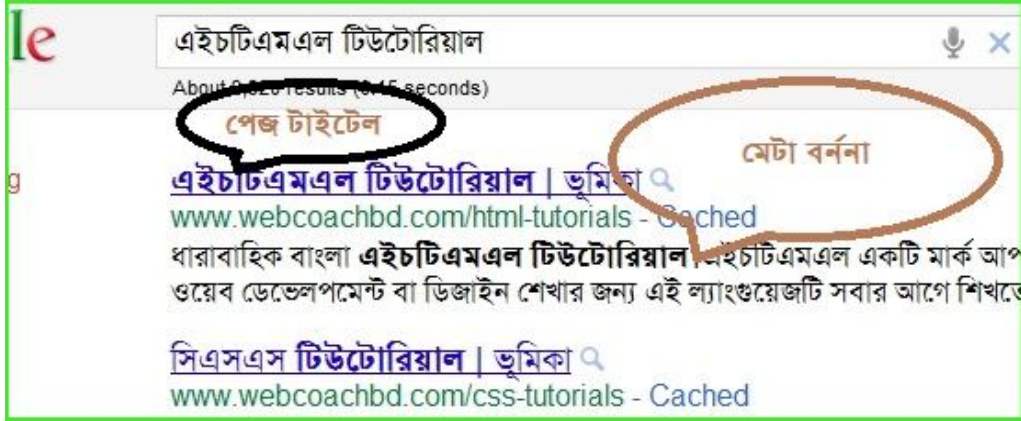 le
এইচটিএমএল টিউটোরিয়াল
About results seconds)
পেজ টাইটেল
মেটা বর্ননা
g
এইচটিএমএল টিউটোরিয়াল | ভূমিকা
www.webcoachbd.com/html-tutorials - Cached
ধারাবাহিক বাংলা এইচটিএমএল টিউটোরিয়াল এইচটিএমএল একটি মার্ক আপ
ওয়েব ডেভেলপমেন্ট বা ডিজাইন শেখার জন্য এই ল্যাংগুয়েজটি সবার আগে শিখতে
সিএসএস টিউটোরিয়াল | ভূমিকা
www.webcoachbd.com/css-tutorials - Cached